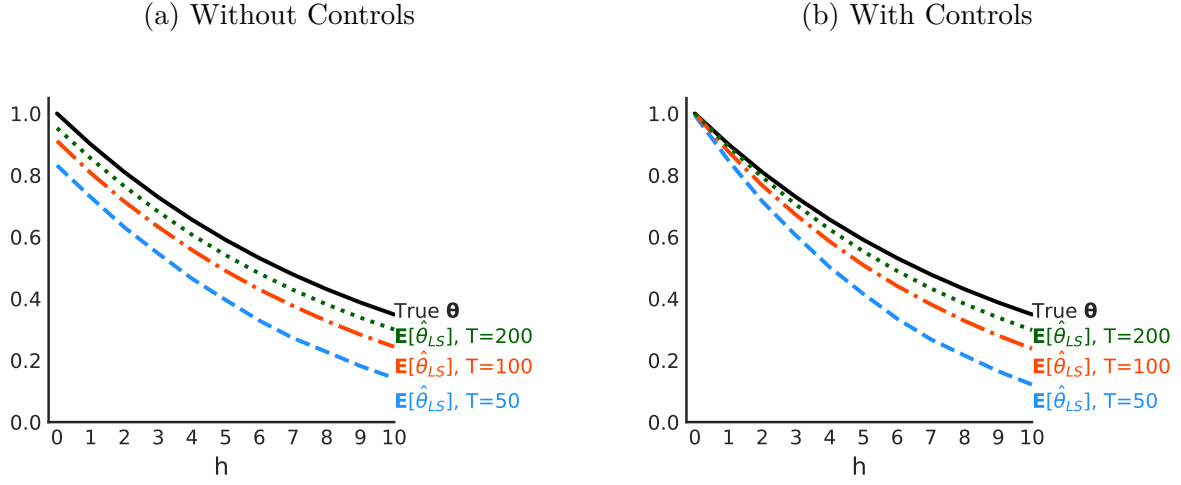 (a) Without Controls
1.0
0.8
0.6
0.4
0.2
0.0
True θ
E[θ̂_LS], T=200
E[θ̂_LS], T=100
E[θ̂_LS], T=50
0 1 2 3 4 5 6 7 8 9 10
h
(b) With Controls
1.0
0.8
0.6
0.4
0.2
0.0
True θ
E[θ̂_LS], T=200
E[θ̂_LS], T=100
E[θ̂_LS], T=50
0 1 2 3 4 5 6 7 8 9 10
h